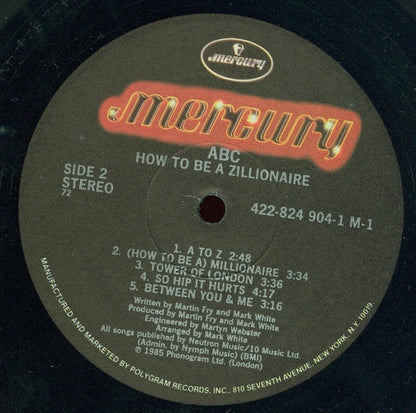 mercury
mercury
ABC
HOW TO BE A ZILLIONAIRE
SIDE 2
STEREO
72
422-824 904-1 M-1
1. A TO Z 2:48
2. (HOW TO BE A) MILLIONAIRE 3:34
3. TOWER OF LONDON 3:36
4. SO HIP IT HURTS 4:17
5. BETWEEN YOU & ME 3:16
Written by Martin Fry and Mark White
Produced by Martin Fry and Mark White
Engineered by Martyn Webster
Arranged by Mark White
All songs published by Neutron Music/10 Music Ltd.
(Admin. by Nymph Music) (BMI)
℗ 1985 Phonogram Ltd. (London)
MANUFACTURED AND MARKETED BY POLYGRAM RECORDS, INC., 810 SEVENTH AVENUE, NEW YORK, N.Y. 10019